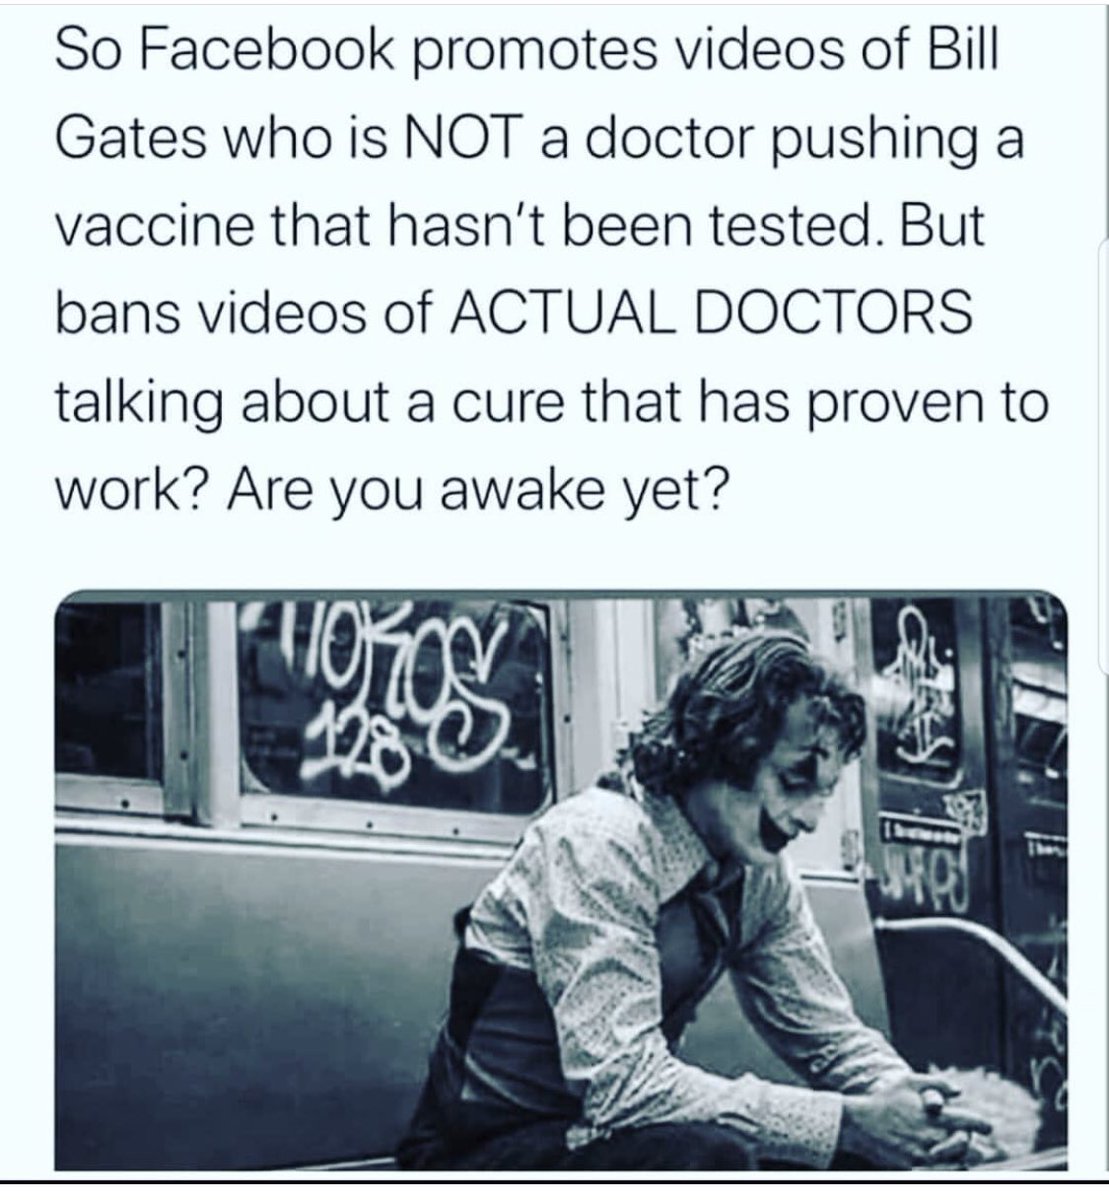 So Facebook promotes videos of Bill
Gates who is NOT a doctor pushing a
vaccine that hasn't been tested. But
bans videos of ACTUAL DOCTORS
talking about a cure that has proven to
work? Are you awake yet?
128